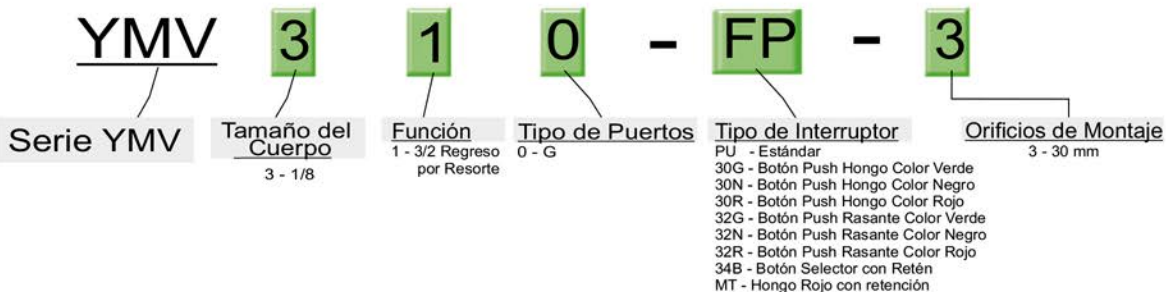 YMV 3 1 0 - FP - 3
Serie YMV
Tamaño del
Cuerpo
3 - 1/8
Función
1 - 3/2 Regreso
por Resorte
Tipo de Puertos
0 - G
Tipo de Interruptor
PU - Estándar
30G - Botón Push Hongo Color Verde
30N - Botón Push Hongo Color Negro
30R - Botón Push Hongo Color Rojo
32G - Botón Push Rasante Color Verde
32N - Botón Push Rasante Color Negro
32R - Botón Push Rasante Color Rojo
34B - Botón Selector con Retén
MT - Hongo Rojo con retención
Orificios de Montaje
3 - 30 mm